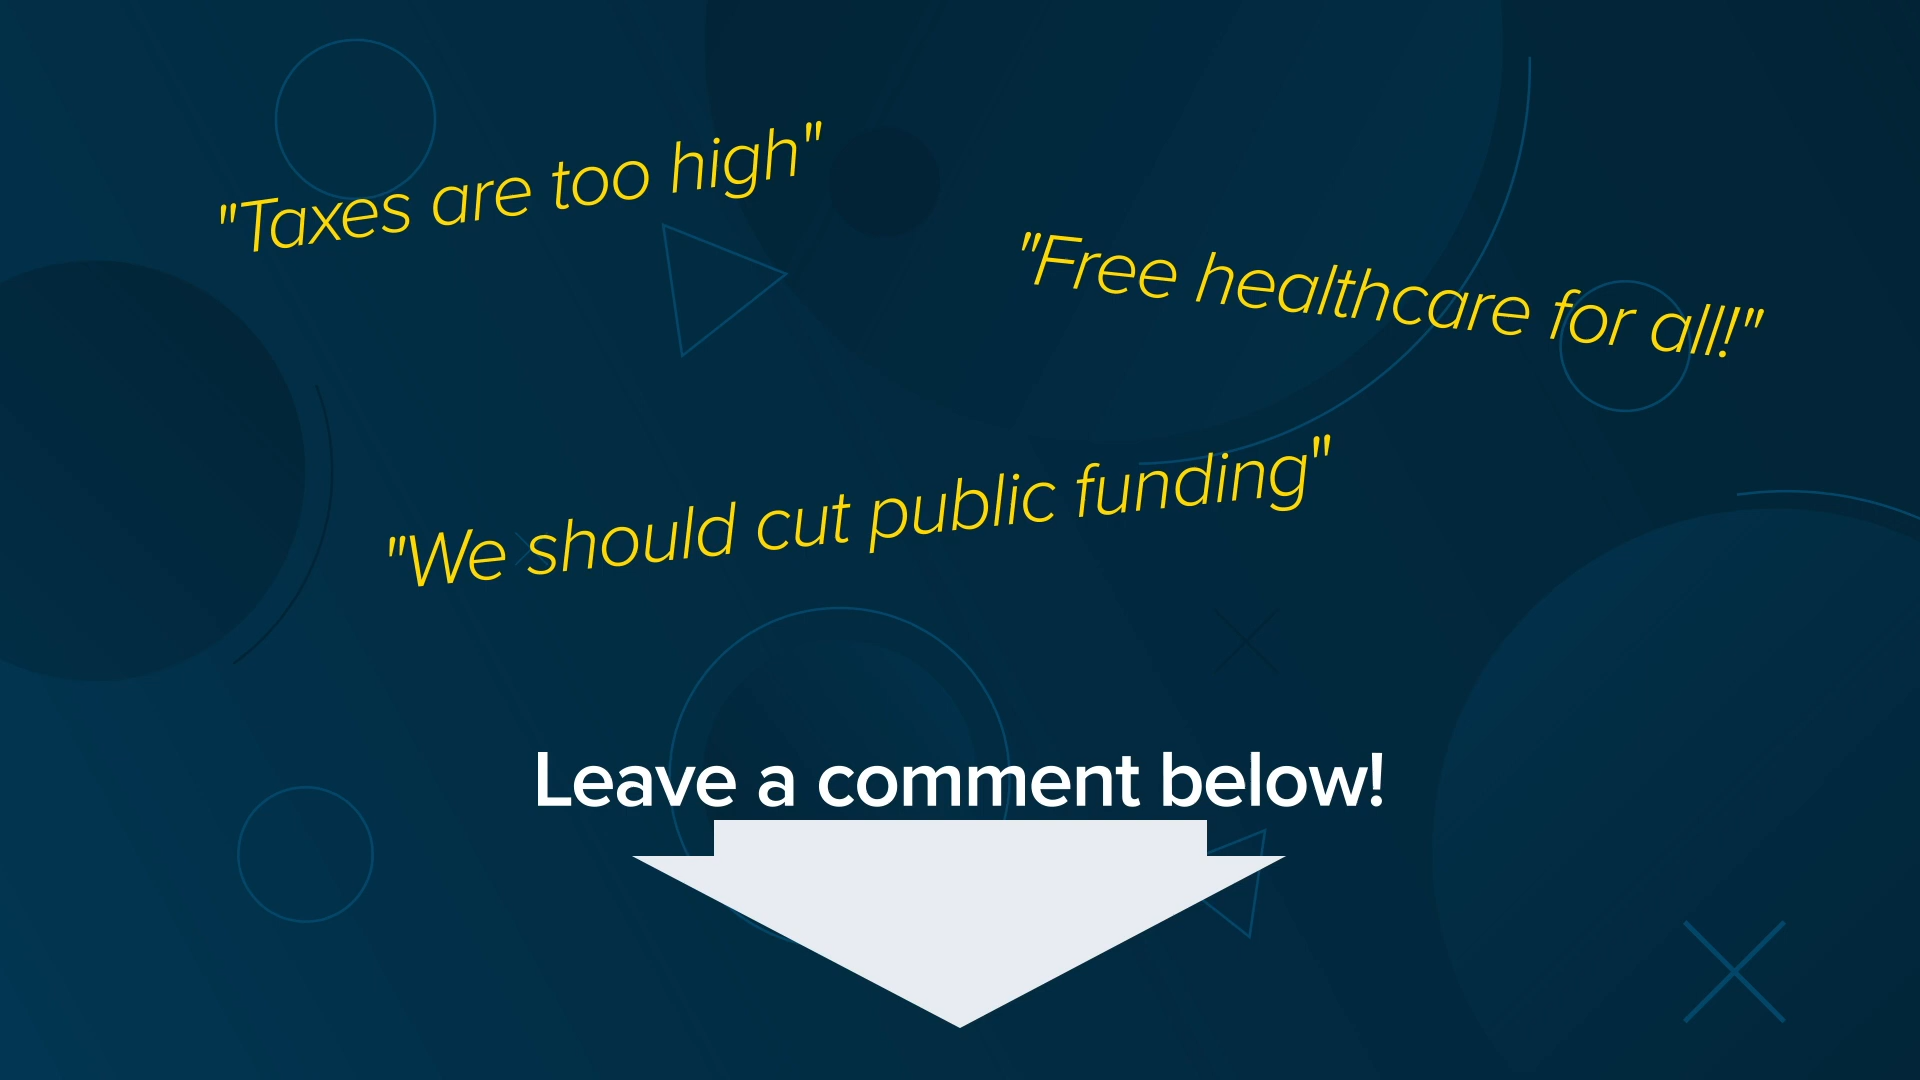 "Taxes are too high"
"Free healthcare for all!"
"We should cut public funding"
Leave a comment below!